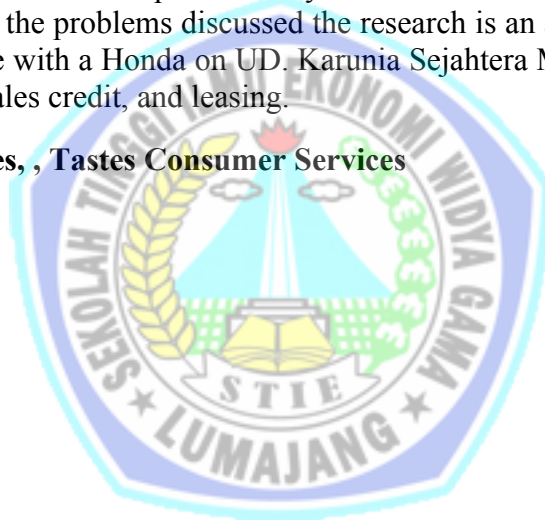 the problems discussed the research is an
e with a Honda on UD. Karunia Sejahtera M
ales credit, and leasing.
es, , Tastes Consumer Services
SEKOLAH TINGGI ILMU EKONOMI WIDYA GAMA
STIE
LUMAJANG